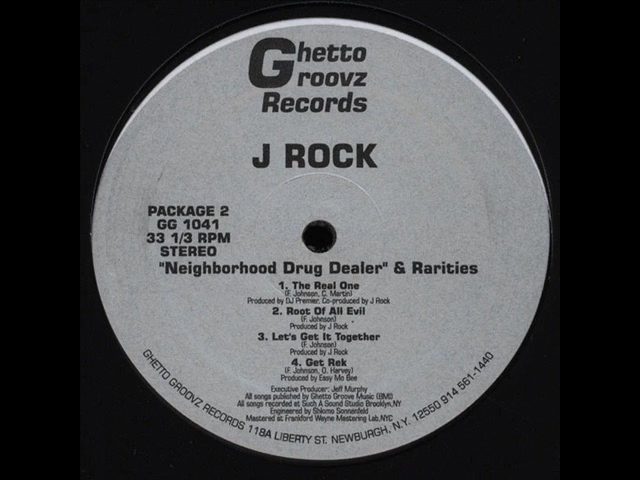 Ghetto
Groovz
Records
J ROCK
PACKAGE 2
GG 1041
33 1/3 RPM
STEREO
"Neighborhood Drug Dealer" & Rarities
1. The Real One
(F. Johnson, C. Martin)
Produced by DJ Premier, Co-produced by J Rock
2. Root Of All Evil
(F. Johnson)
Produced by J Rock
3. Let's Get It Together
(F. Johnson)
Produced by J Rock
4. Get Rek
(F. Johnson, O. Harvey)
Produced by Easy Mo Bee
Executive Producer: Jeff Murphy
All songs published by Ghetto Groove Music (BMI)
All songs recorded at Such A Sound Studio Brooklyn,NY
Engineered by Shlomo Sonnenfeld
Mastered at Frankford Wayne Mastering Lab,NYC
GHETTO GROOVZ RECORDS 118A LIBERTY ST. NEWBURGH, N.Y. 12550 914 561-1440